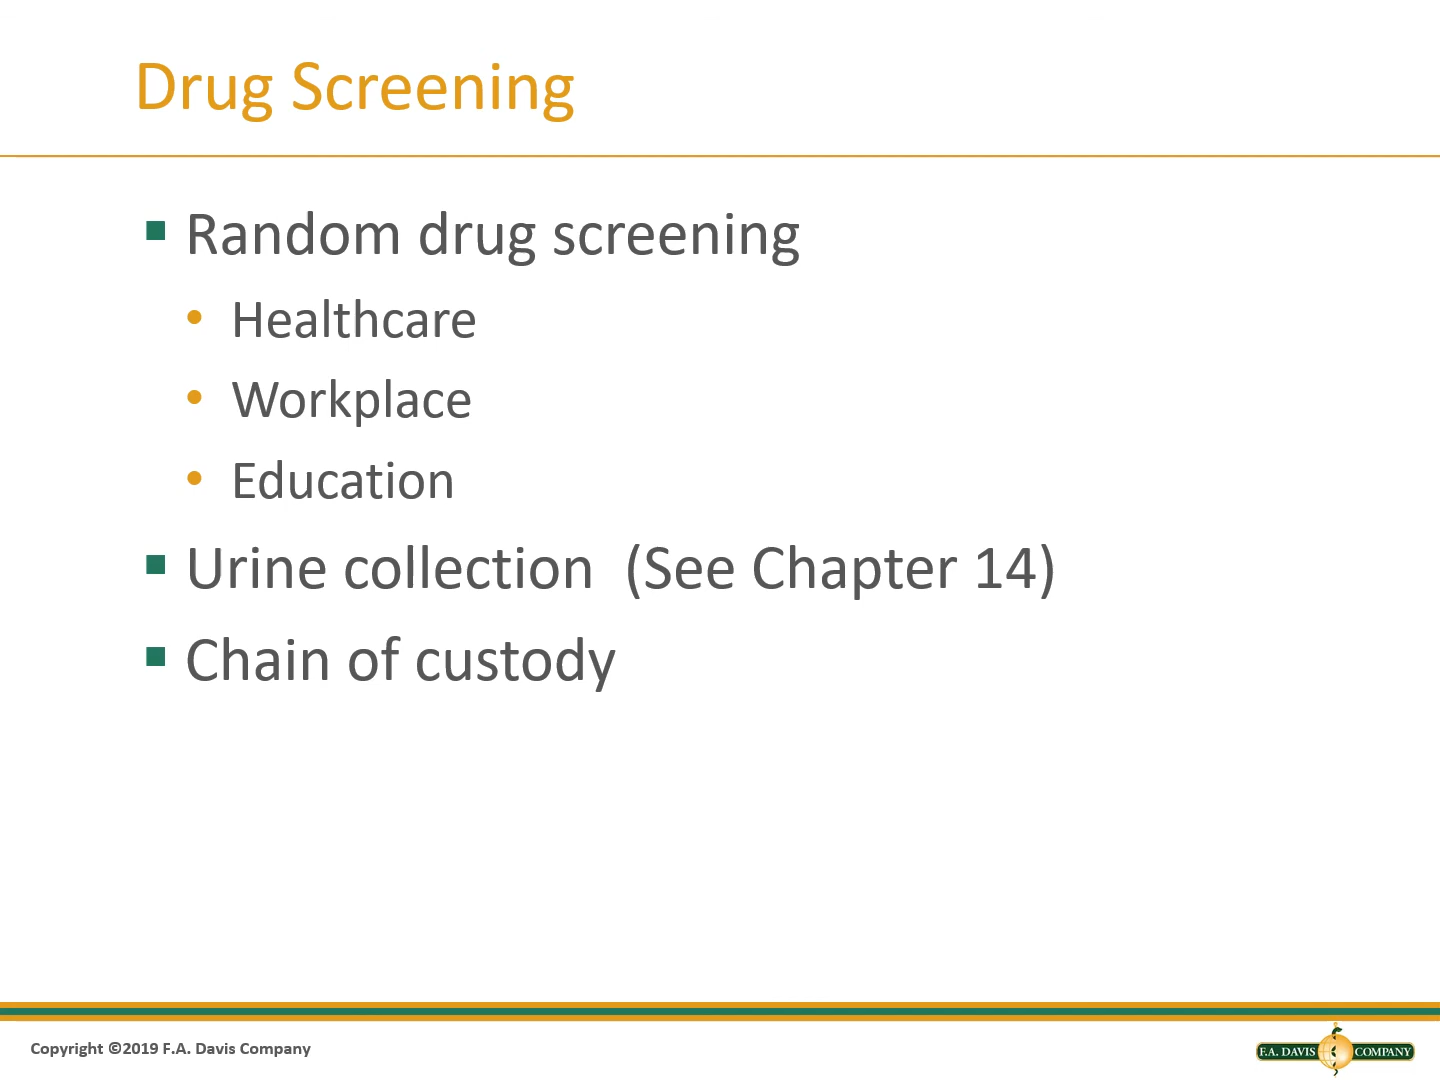 Drug Screening
Random drug screening
Healthcare
Workplace
Education
Urine collection  (See Chapter 14)
Chain of custody
Copyright ©2019 F.A. Davis Company
F.A. DAVIS COMPANY